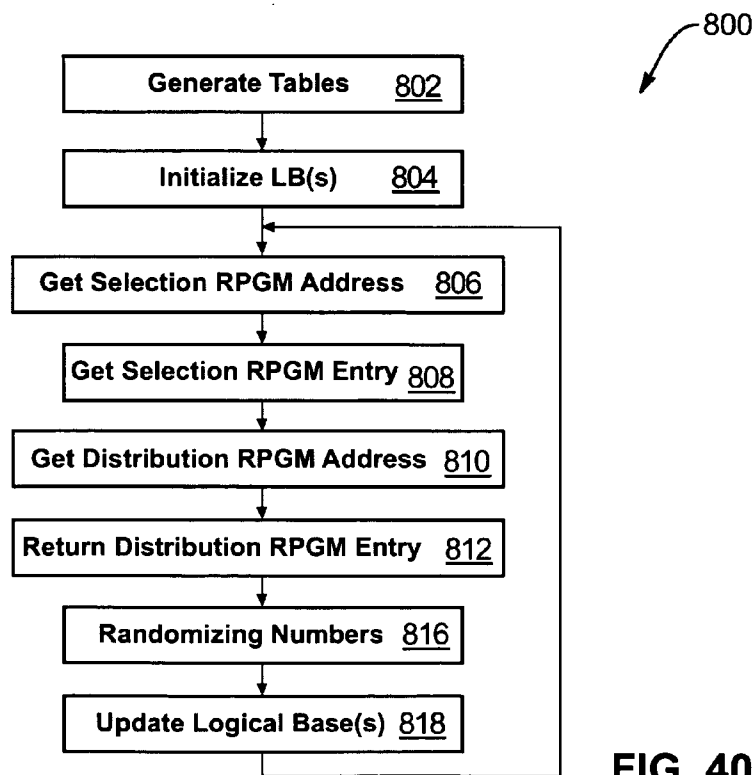 800
Generate Tables 802
Initialize LB(s) 804
Get Selection RPGM Address 806
Get Selection RPGM Entry 808
Get Distribution RPGM Address 810
Return Distribution RPGM Entry 812
Randomizing Numbers 816
Update Logical Base(s) 818
FIG. 40